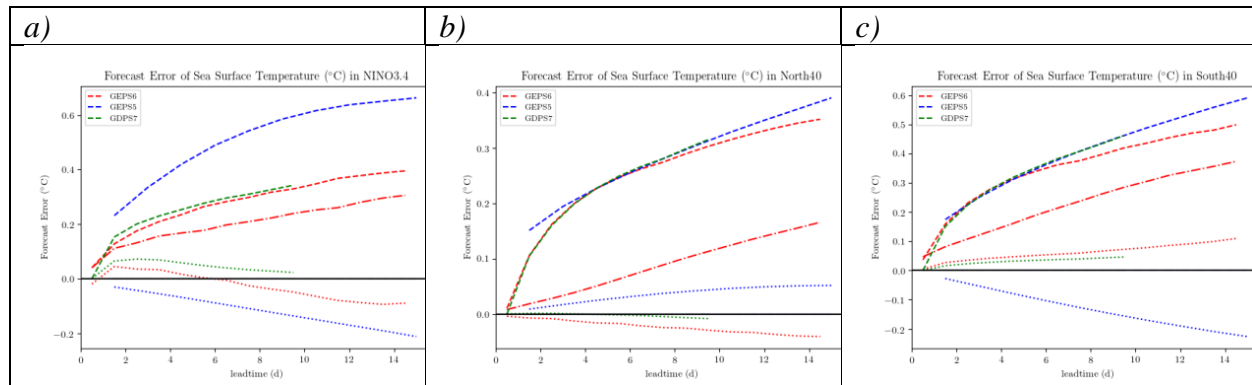 a)
b)
c)
Forecast Error of Sea Surface Temperature (°C) in NINO3.4
GEPS6
GEPS5
GDPS7
Forecast Error (°C)
0.6
0.4
0.2
0.0
−0.2
0 2 4 6 8 10 12 14
leadtime (d)
Forecast Error of Sea Surface Temperature (°C) in North40
GEPS6
GEPS5
GDPS7
Forecast Error (°C)
0.4
0.3
0.2
0.1
0.0
0 2 4 6 8 10 12 14
leadtime (d)
Forecast Error of Sea Surface Temperature (°C) in South40
GEPS6
GEPS5
GDPS7
Forecast Error (°C)
0.6
0.5
0.4
0.3
0.2
0.1
0.0
−0.1
−0.2
0 2 4 6 8 10 12 14
leadtime (d)